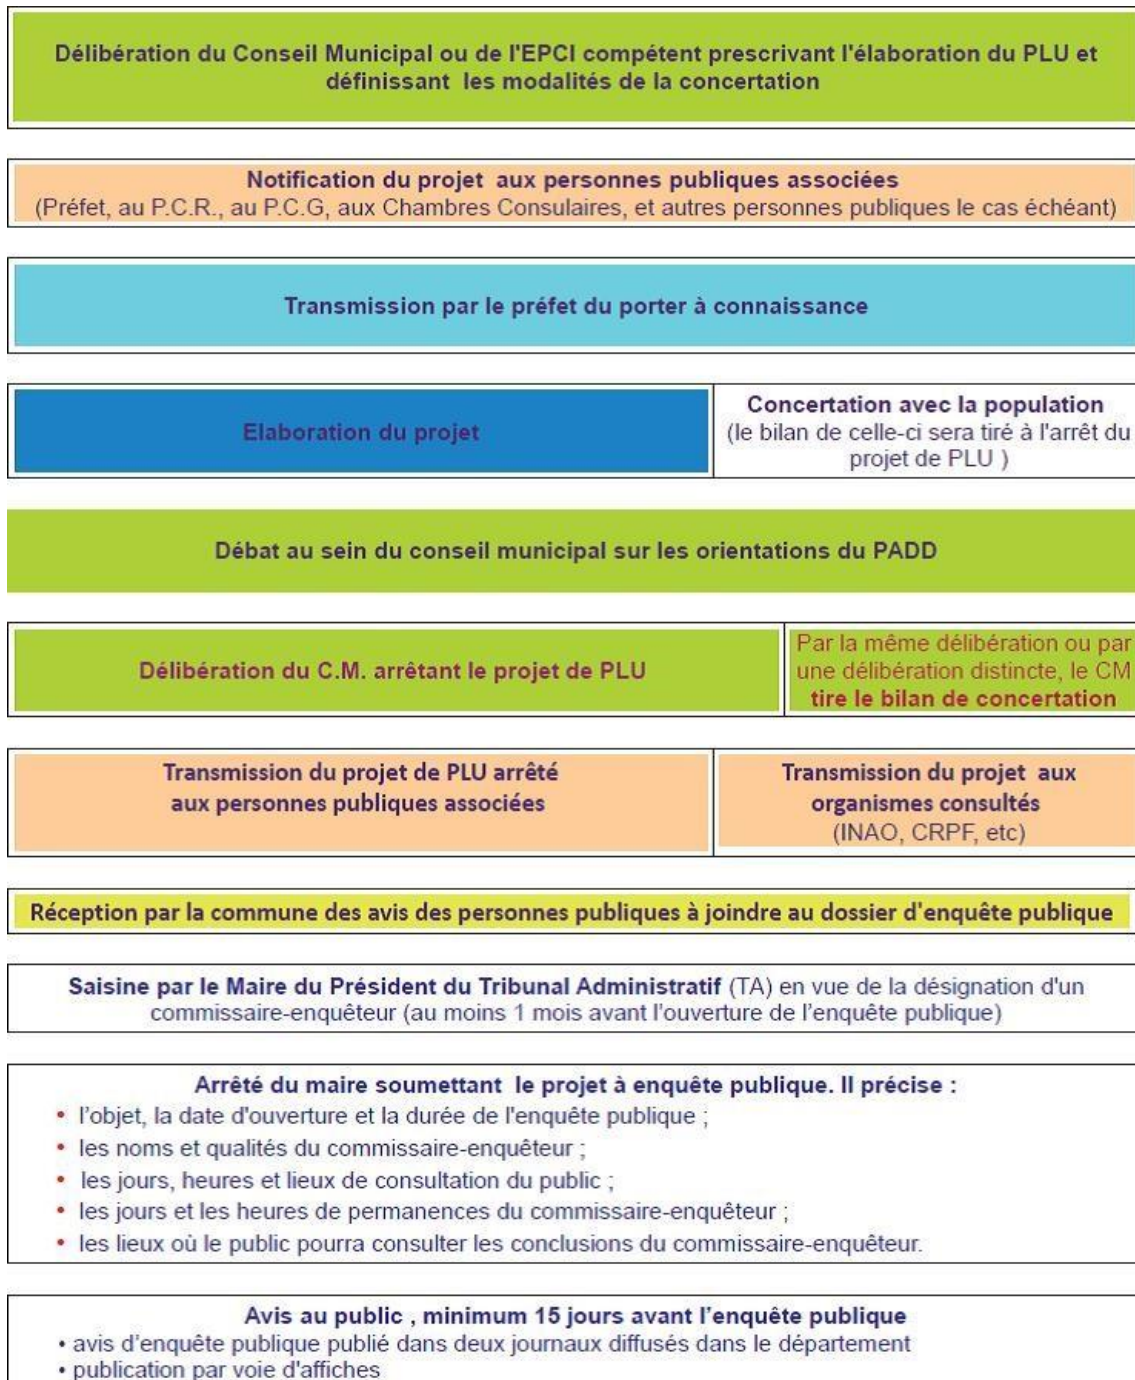 Délibération du Conseil Municipal ou de l'EPCI compétent prescrivant l'élaboration du PLU et
définissant les modalités de la concertation
Notification du projet aux personnes publiques associées
(Préfet, au P.C.R., au P.C.G, aux Chambres Consulaires, et autres personnes publiques le cas échéant)
Transmission par le préfet du porter à connaissance
Elaboration du projet
Concertation avec la population
(le bilan de celle-ci sera tiré à l'arrêt du
projet de PLU )
Débat au sein du conseil municipal sur les orientations du PADD
Délibération du C.M. arrêtant le projet de PLU
Par la même délibération ou par
une délibération distincte, le CM
tire le bilan de concertation
Transmission du projet de PLU arrêté
aux personnes publiques associées
Transmission du projet aux
organismes consultés
(INAO, CRPF, etc)
Réception par la commune des avis des personnes publiques à joindre au dossier d'enquête publique
Saisine par le Maire du Président du Tribunal Administratif (TA) en vue de la désignation d'un
commissaire-enquêteur (au moins 1 mois avant l'ouverture de l'enquête publique)
Arrêté du maire soumettant le projet à enquête publique. Il précise :
• l'objet, la date d'ouverture et la durée de l'enquête publique ;
• les noms et qualités du commissaire-enquêteur ;
• les jours, heures et lieux de consultation du public ;
• les jours et les heures de permanences du commissaire-enquêteur ;
• les lieux où le public pourra consulter les conclusions du commissaire-enquêteur.
Avis au public , minimum 15 jours avant l'enquête publique
• avis d'enquête publique publié dans deux journaux diffusés dans le département
• publication par voie d'affiches